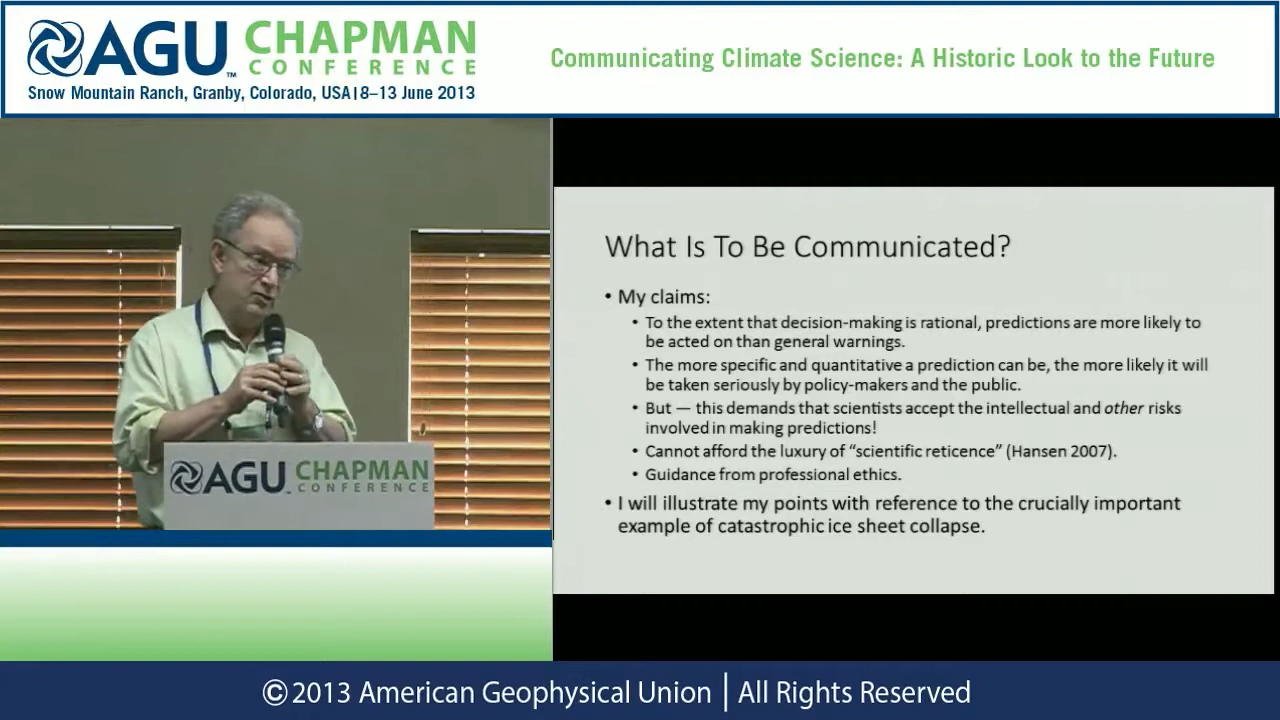 AGU CHAPMAN
CONFERENCE
Snow Mountain Ranch, Granby, Colorado, USA|8–13 June 2013
Communicating Climate Science: A Historic Look to the Future
What Is To Be Communicated?
• My claims:
• To the extent that decision-making is rational, predictions are more likely to
be acted on than general warnings.
• The more specific and quantitative a prediction can be, the more likely it will
be taken seriously by policy-makers and the public.
• But — this demands that scientists accept the intellectual and other risks
involved in making predictions!
• Cannot afford the luxury of “scientific reticence” (Hansen 2007).
• Guidance from professional ethics.
• I will illustrate my points with reference to the crucially important
example of catastrophic ice sheet collapse.
AGU CHAPMAN
CONFERENCE
©2013 American Geophysical Union | All Rights Reserved